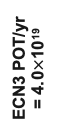 ECN3 POT/yr
= 4.0×10¹⁹